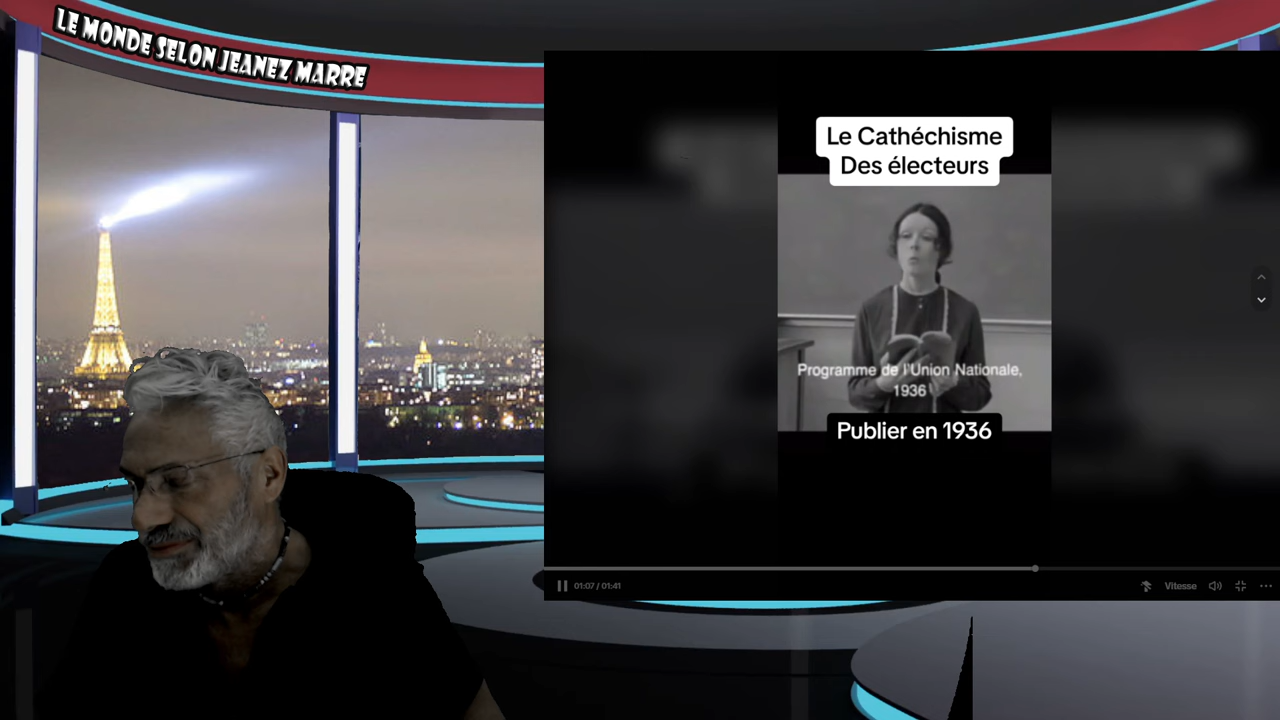 LE MONDE SELON JEANEZ MARRE
Le Cathéchisme
Des électeurs
Programme de l'Union Nationale,
1936
Publier en 1936
01:07 / 01:41
Vitesse